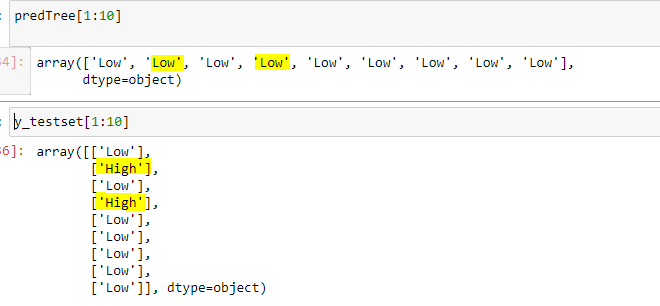 : predTree[1:10]
4]: array(['Low', 'Low', 'Low', 'Low', 'Low', 'Low', 'Low', 'Low', 'Low'],
dtype=object)
: y_testset[1:10]
6]: array([['Low'],
['High'],
['Low'],
['High'],
['Low'],
['Low'],
['Low'],
['Low'],
['Low']], dtype=object)